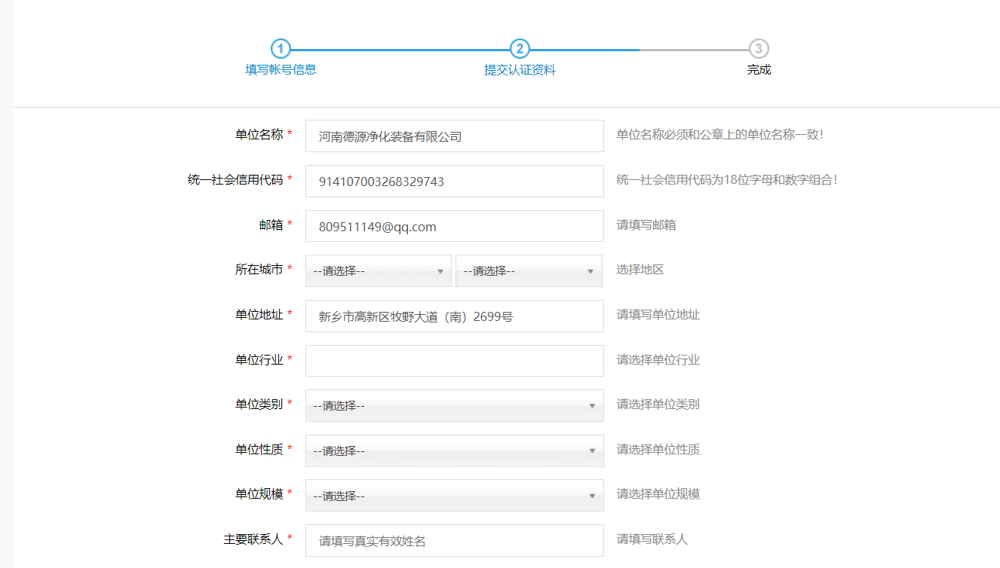 1 2 3
填写帐号信息 提交认证资料 完成
单位名称 * 河南德源净化装备有限公司 单位名称必须和公章上的单位名称一致！
统一社会信用代码 * 914107003268329743 统一社会信用代码为18位字母和数字组合！
邮箱 * 809511149@qq.com 请填写邮箱
所在城市 * --请选择-- --请选择-- 选择地区
单位地址 * 新乡市高新区牧野大道（南）2699号 请填写单位地址
单位行业 * 请选择单位行业
单位类别 * --请选择-- 请选择单位类别
单位性质 * --请选择-- 请选择单位性质
单位规模 * --请选择-- 请选择单位规模
主要联系人 * 请填写真实有效姓名 请填写联系人